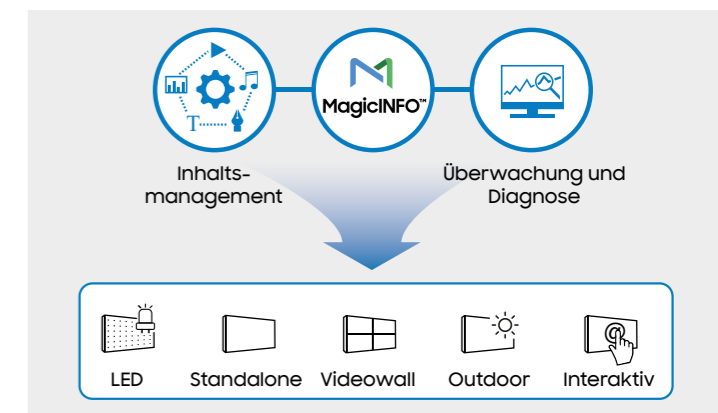 T
MagicINFO™
Inhalts-
management
Überwachung und
Diagnose
LED
Standalone
Videowall
Outdoor
Interaktiv